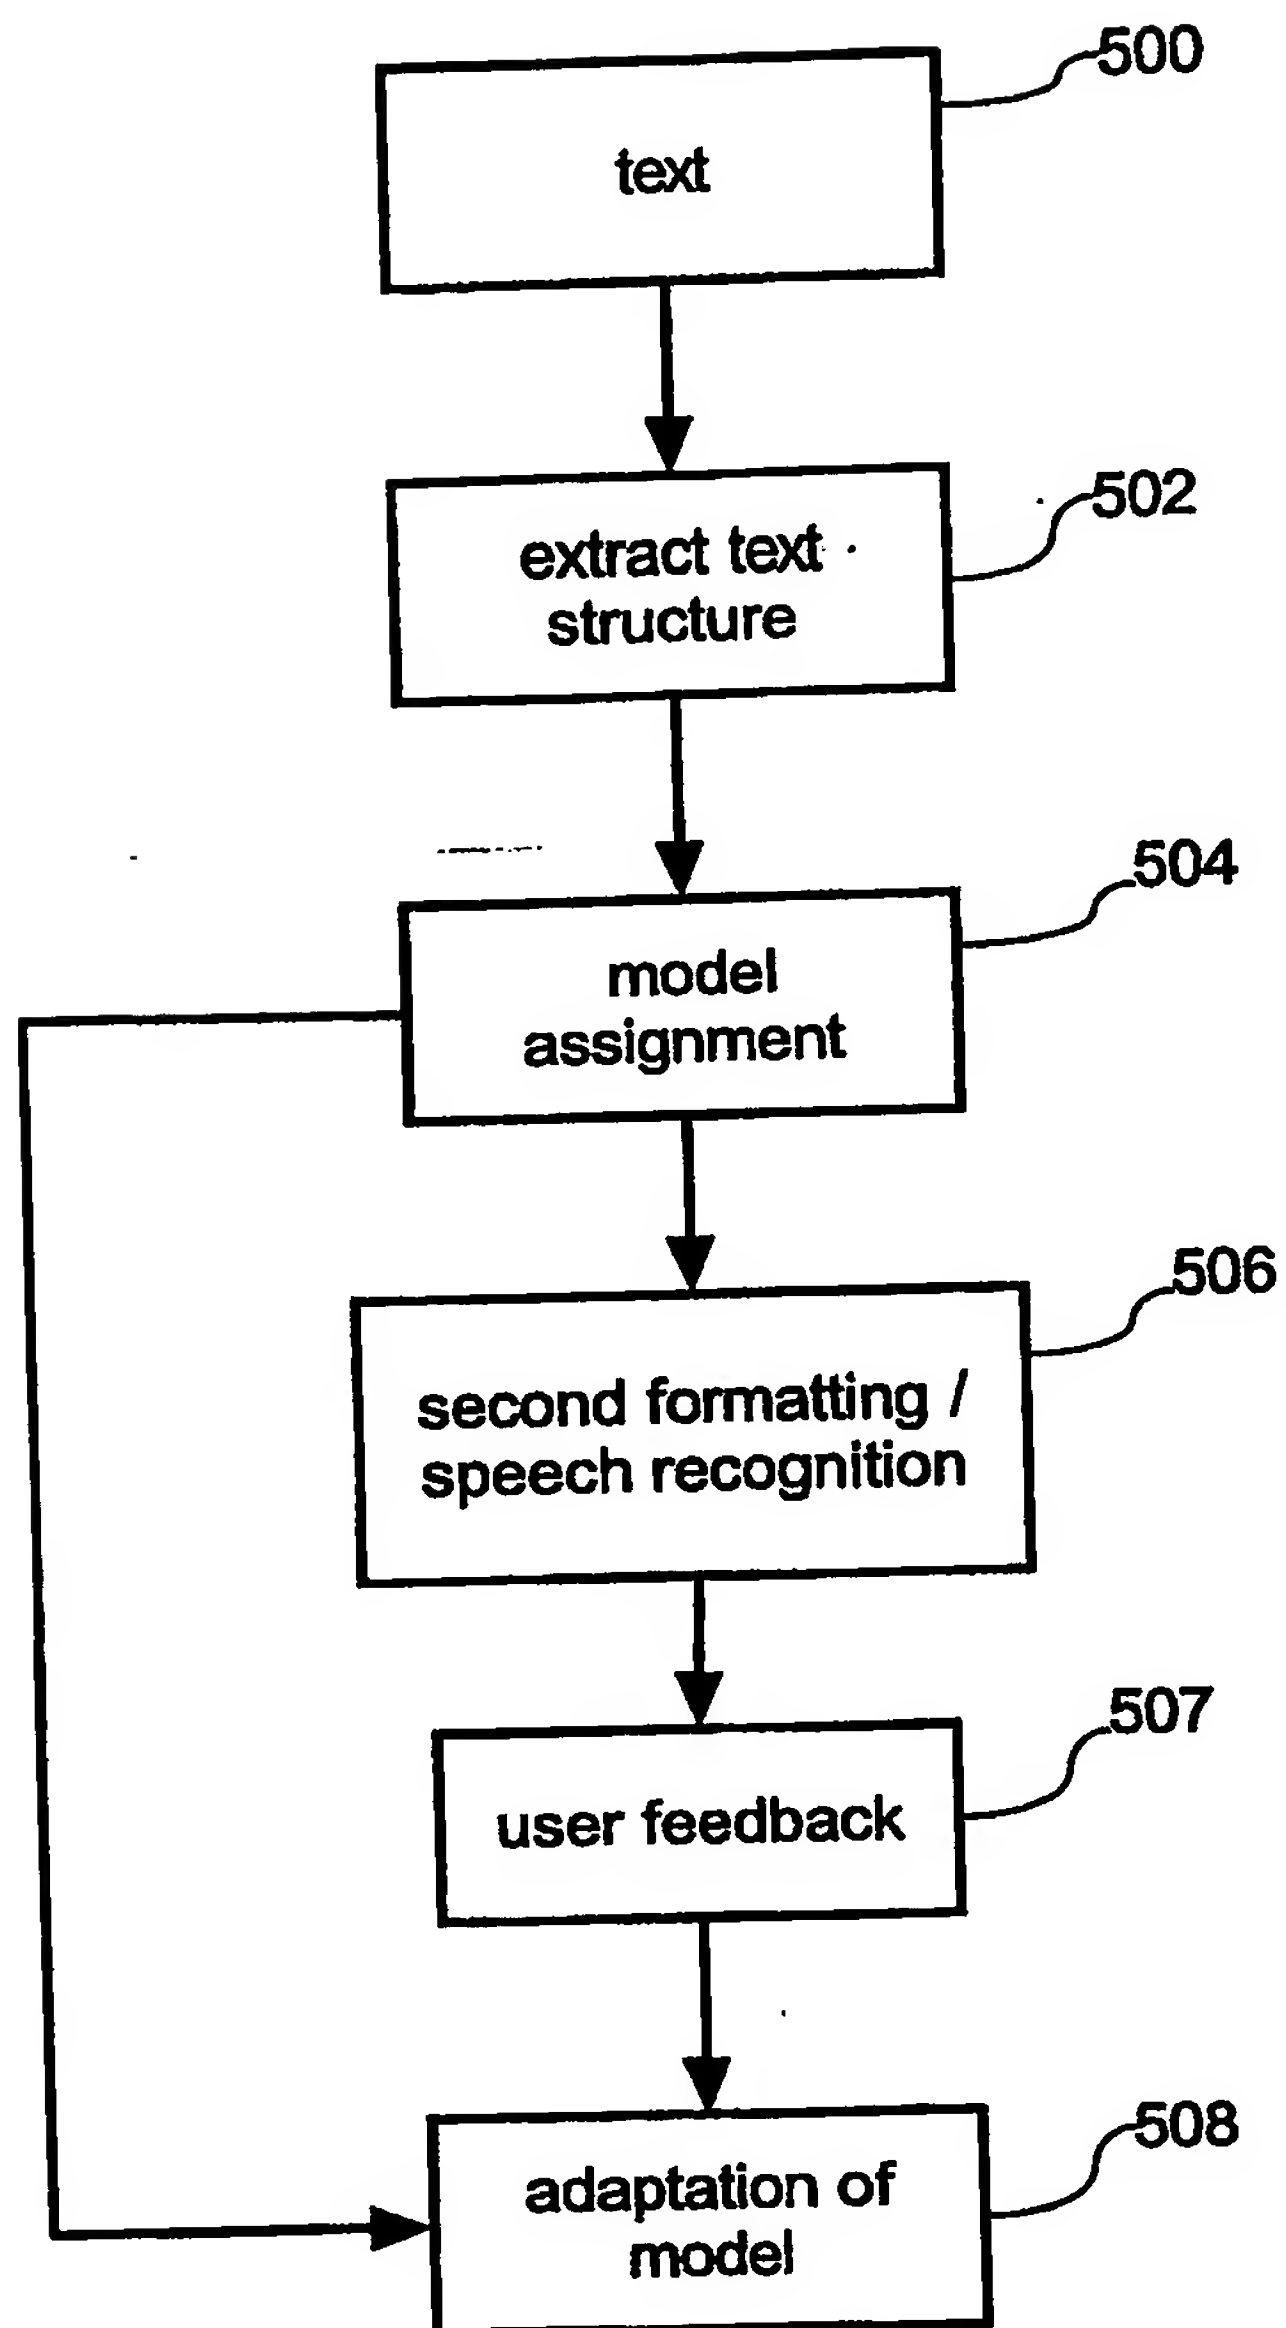 500
text
502
extract text
structure
504
model
assignment
506
second formatting /
speech recognition
507
user feedback
508
adaptation of
model